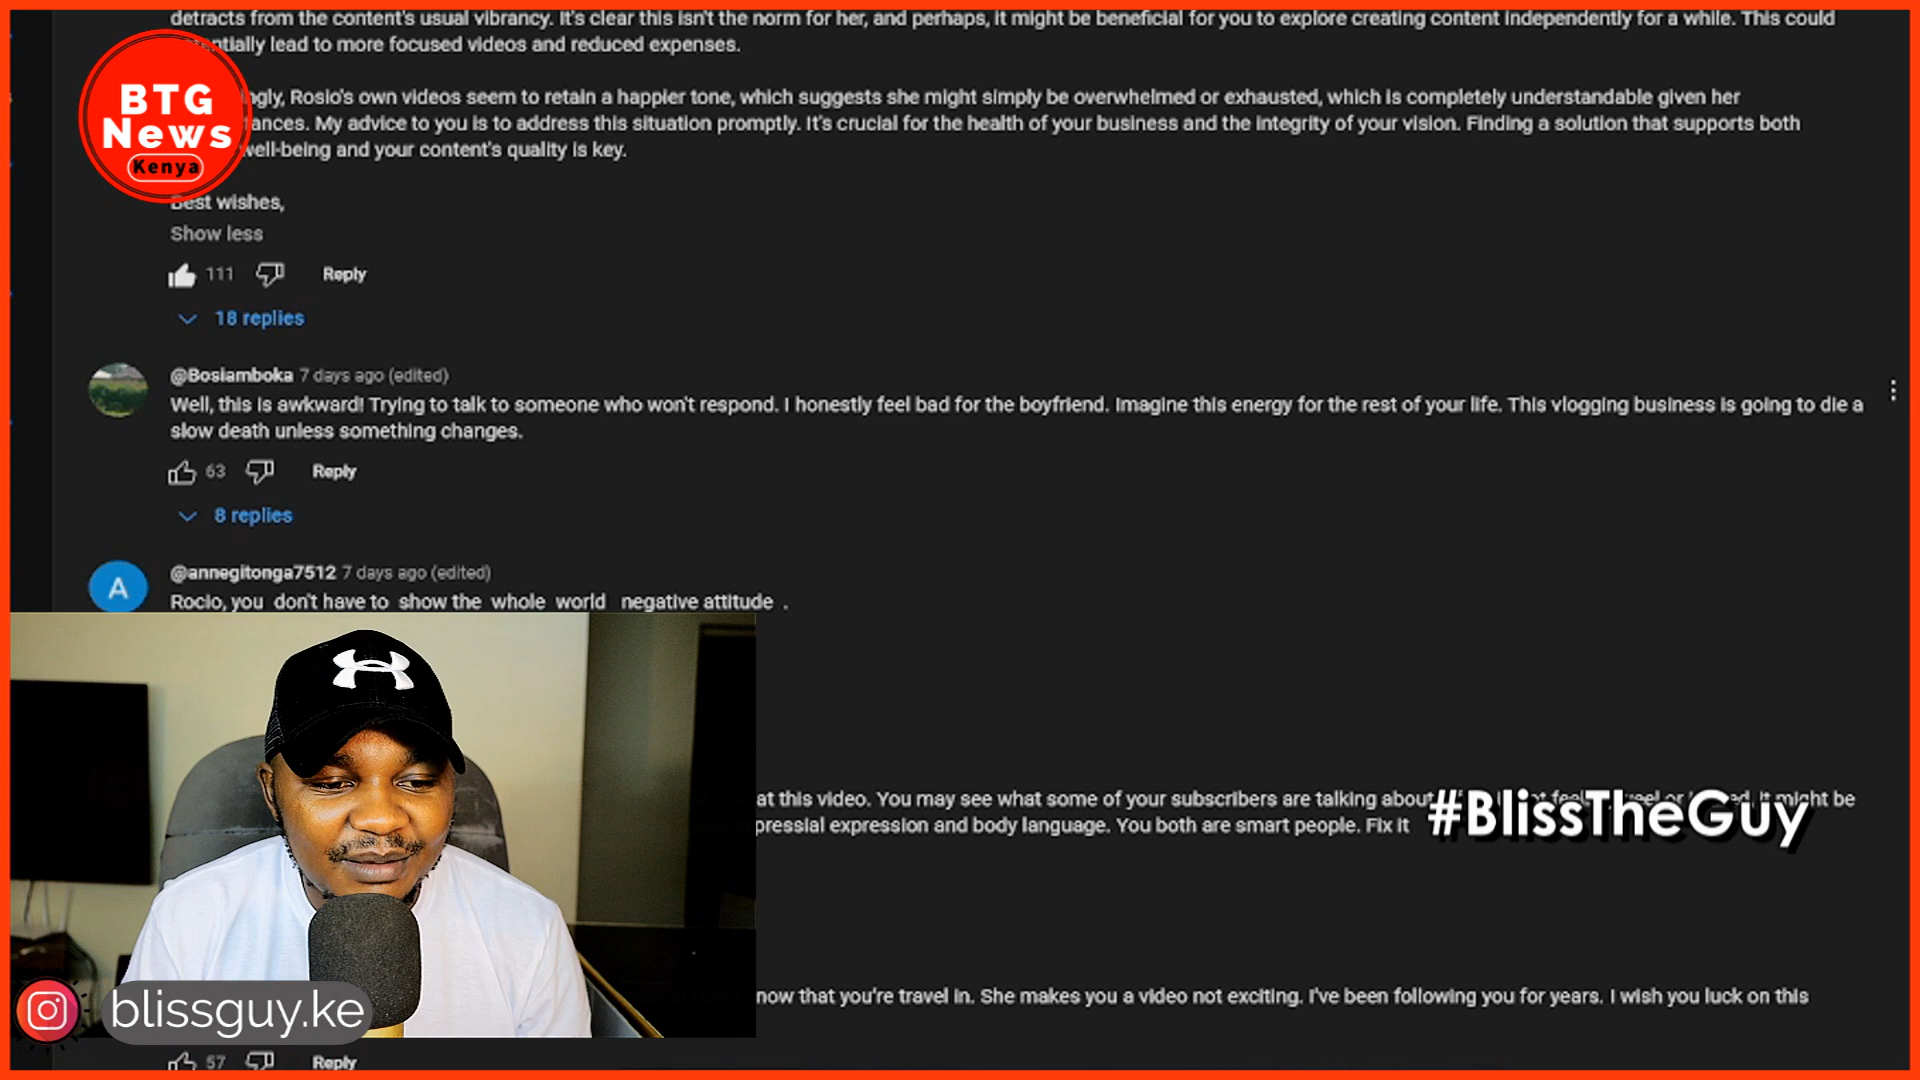 detracts from the content's usual vibrancy. It's clear this isn't the norm for her, and perhaps, it might be beneficial for you to explore creating content independently for a while. This could
tially lead to more focused videos and reduced expenses.
BTG
News
Kenya
ngly, Rosio's own videos seem to retain a happier tone, which suggests she might simply be overwhelmed or exhausted, which is completely understandable given her
tances. My advice to you is to address this situation promptly. It's crucial for the health of your business and the integrity of your vision. Finding a solution that supports both
well-being and your content's quality is key.
Best wishes,
Show less
111 Reply
18 replies
@Bosiamboka 7 days ago (edited)
Well, this is awkward! Trying to talk to someone who won't respond. I honestly feel bad for the boyfriend. Imagine this energy for the rest of your life. This vlogging business is going to die a
slow death unless something changes.
63 Reply
8 replies
A
@annegitonga7512 7 days ago (edited)
Rocio, you don't have to show the whole world negative attitude .
at this video. You may see what some of your subscribers are talking about it might be
pressial expression and body language. You both are smart people. Fix it
#BlissTheGuy
now that you're travel in. She makes you a video not exciting. I've been following you for years. I wish you luck on this
blissguy.ke
57 Reply